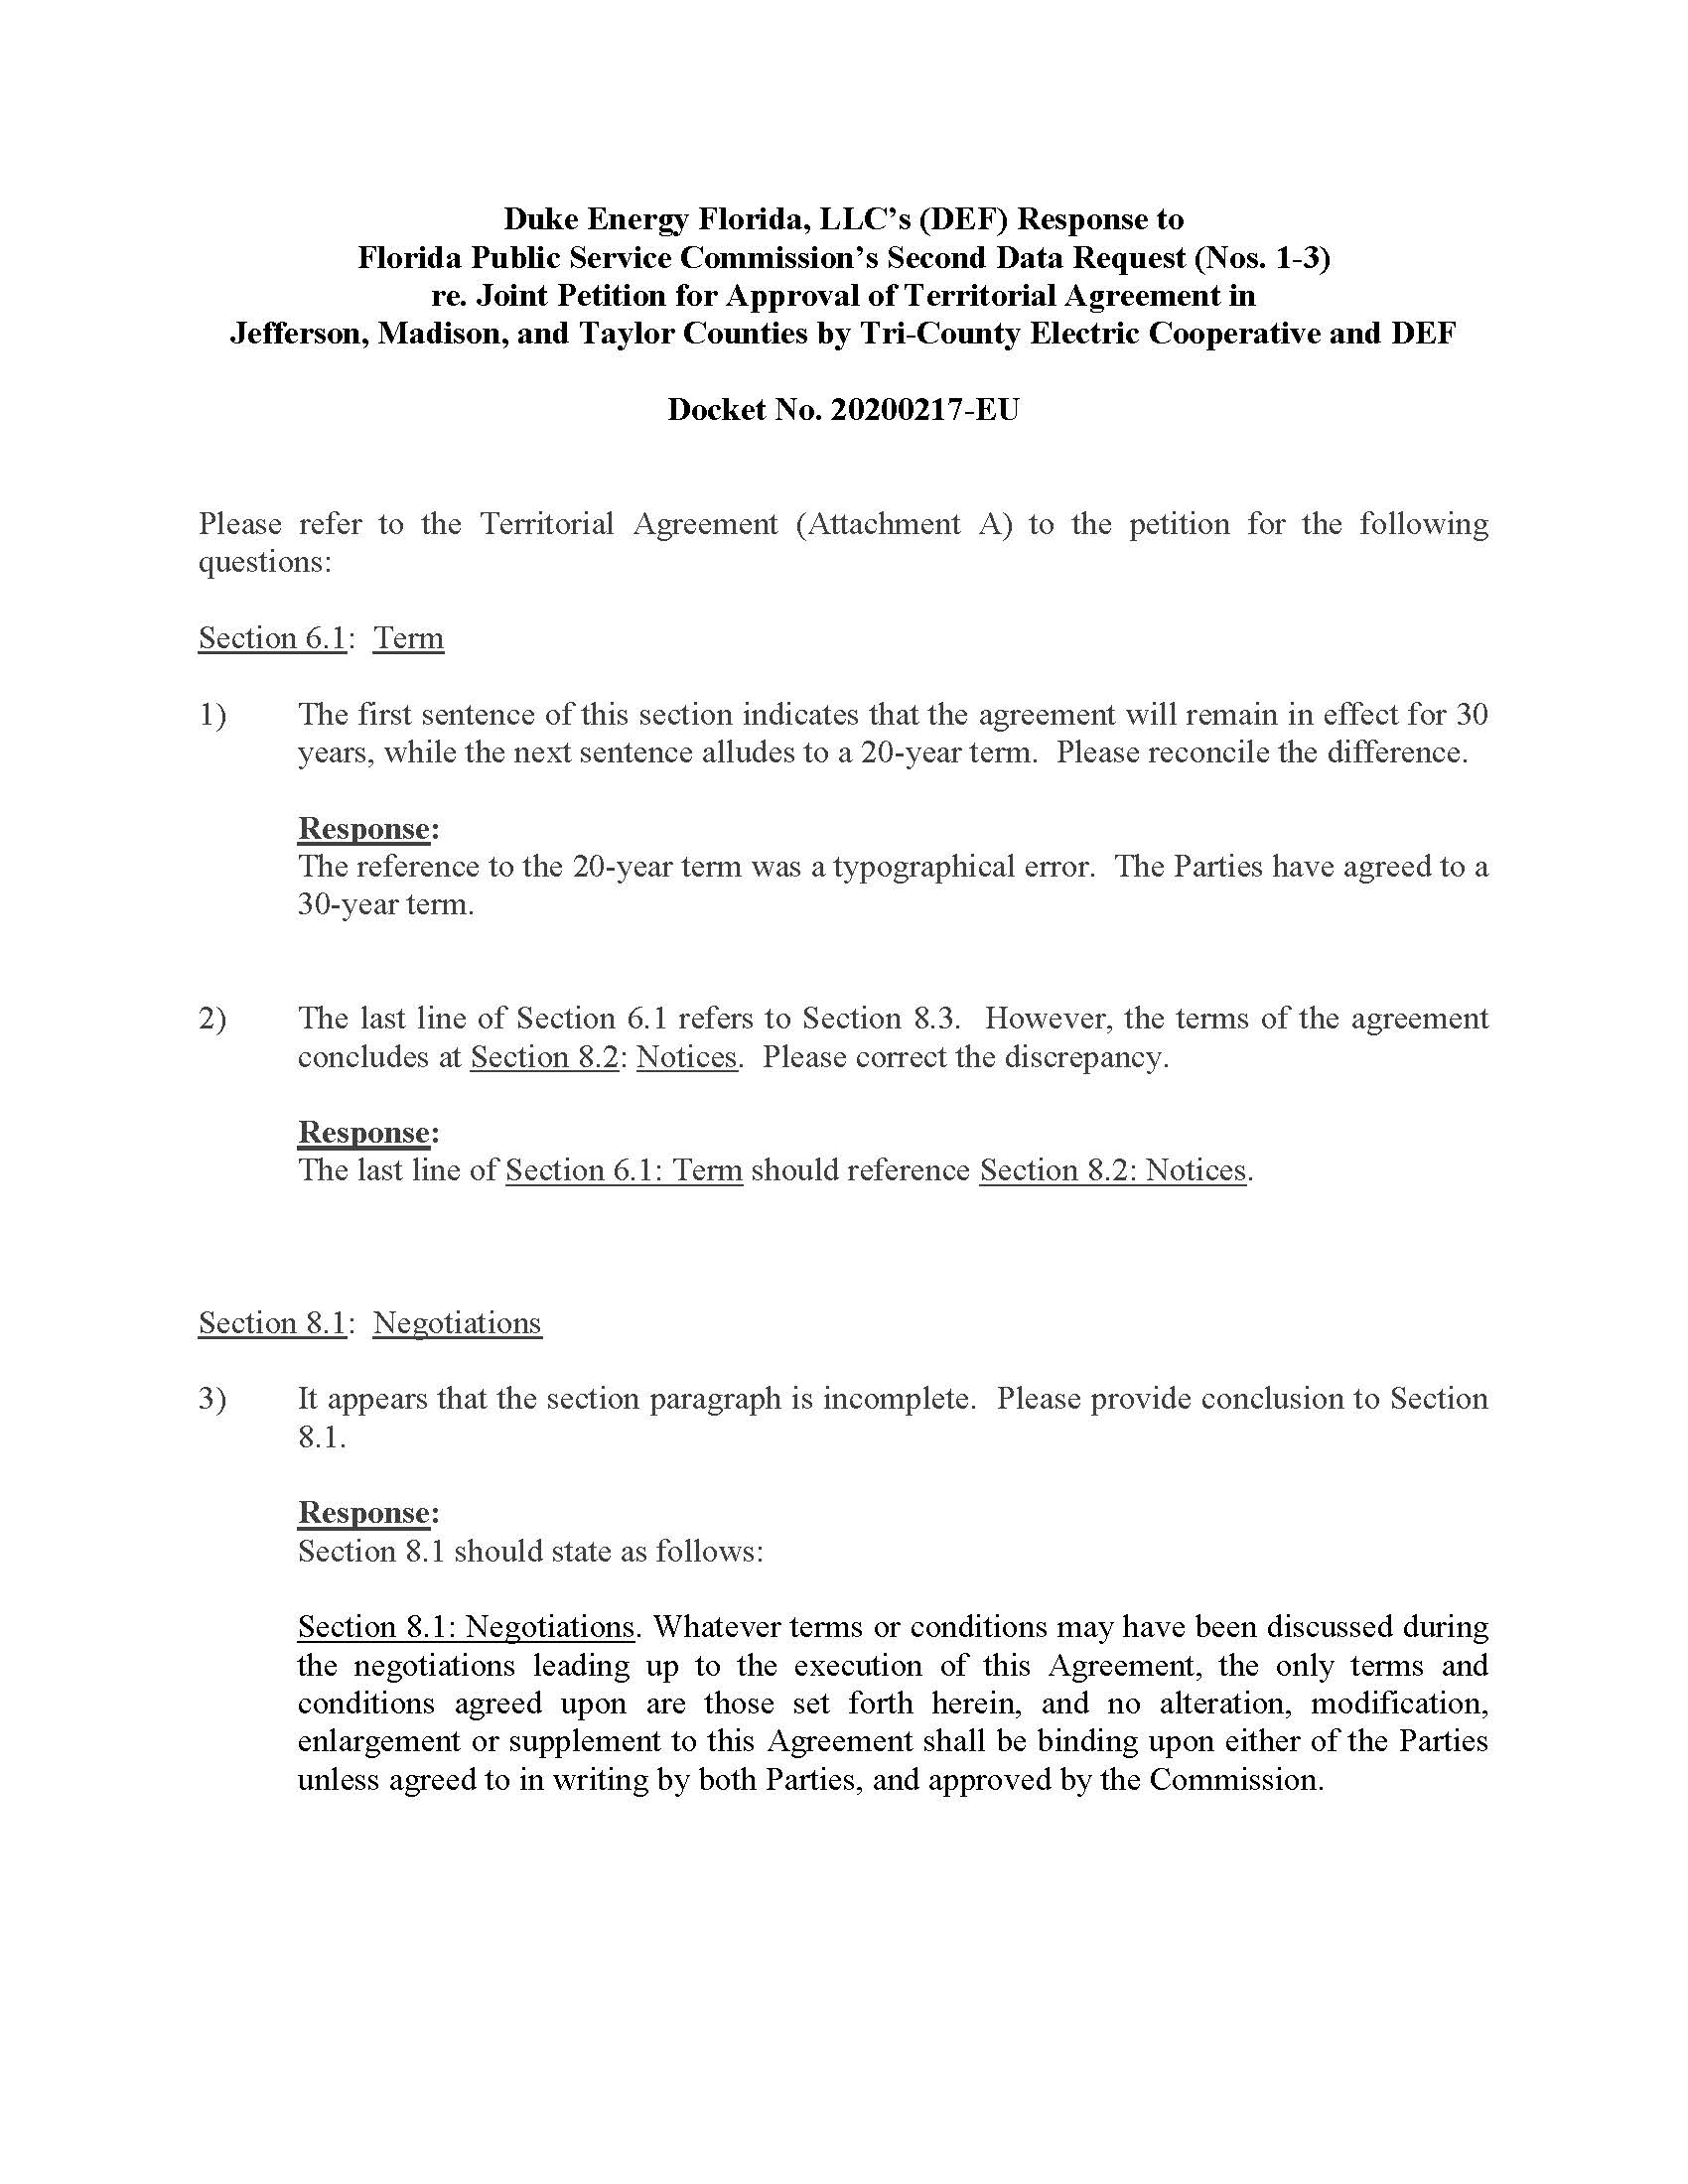 Duke Energy Florida, LLC’s (DEF) Response to
Florida Public Service Commission’s Second Data Request (Nos. 1-3)
re. Joint Petition for Approval of Territorial Agreement in
Jefferson, Madison, and Taylor Counties by Tri-County Electric Cooperative and DEF
Docket No. 20200217-EU
Please refer to the Territorial Agreement (Attachment A) to the petition for the following
questions:
Section 6.1: Term
1) The first sentence of this section indicates that the agreement will remain in effect for 30
years, while the next sentence alludes to a 20-year term. Please reconcile the difference.
Response:
The reference to the 20-year term was a typographical error. The Parties have agreed to a
30-year term.
2) The last line of Section 6.1 refers to Section 8.3. However, the terms of the agreement
concludes at Section 8.2: Notices. Please correct the discrepancy.
Response:
The last line of Section 6.1: Term should reference Section 8.2: Notices.
Section 8.1: Negotiations
3) It appears that the section paragraph is incomplete. Please provide conclusion to Section
8.1.
Response:
Section 8.1 should state as follows:
Section 8.1: Negotiations. Whatever terms or conditions may have been discussed during
the negotiations leading up to the execution of this Agreement, the only terms and
conditions agreed upon are those set forth herein, and no alteration, modification,
enlargement or supplement to this Agreement shall be binding upon either of the Parties
unless agreed to in writing by both Parties, and approved by the Commission.